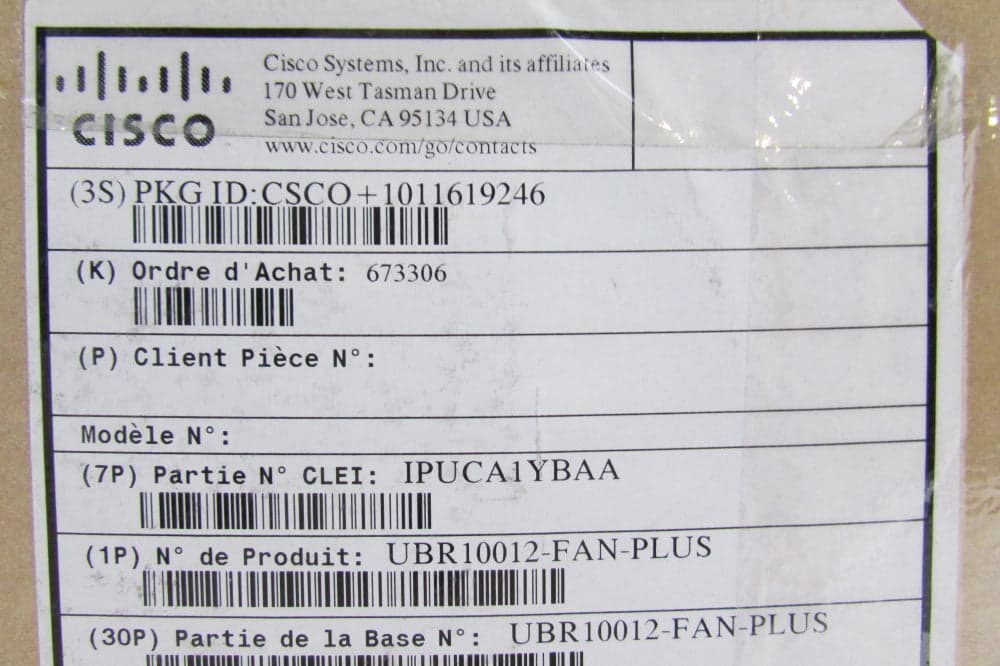 CISCO
Cisco Systems, Inc. and its affiliates
170 West Tasman Drive
San Jose, CA 95134 USA
www.cisco.com/go/contacts
(3S) PKG ID:CSCO+1011619246
(K) Ordre d'Achat: 673306
(P) Client Pièce N°:
Modèle N°:
(7P) Partie N° CLEI: IPUCA1YBAA
(1P) N° de Produit: UBR10012-FAN-PLUS
(30P) Partie de la Base N°: UBR10012-FAN-PLUS